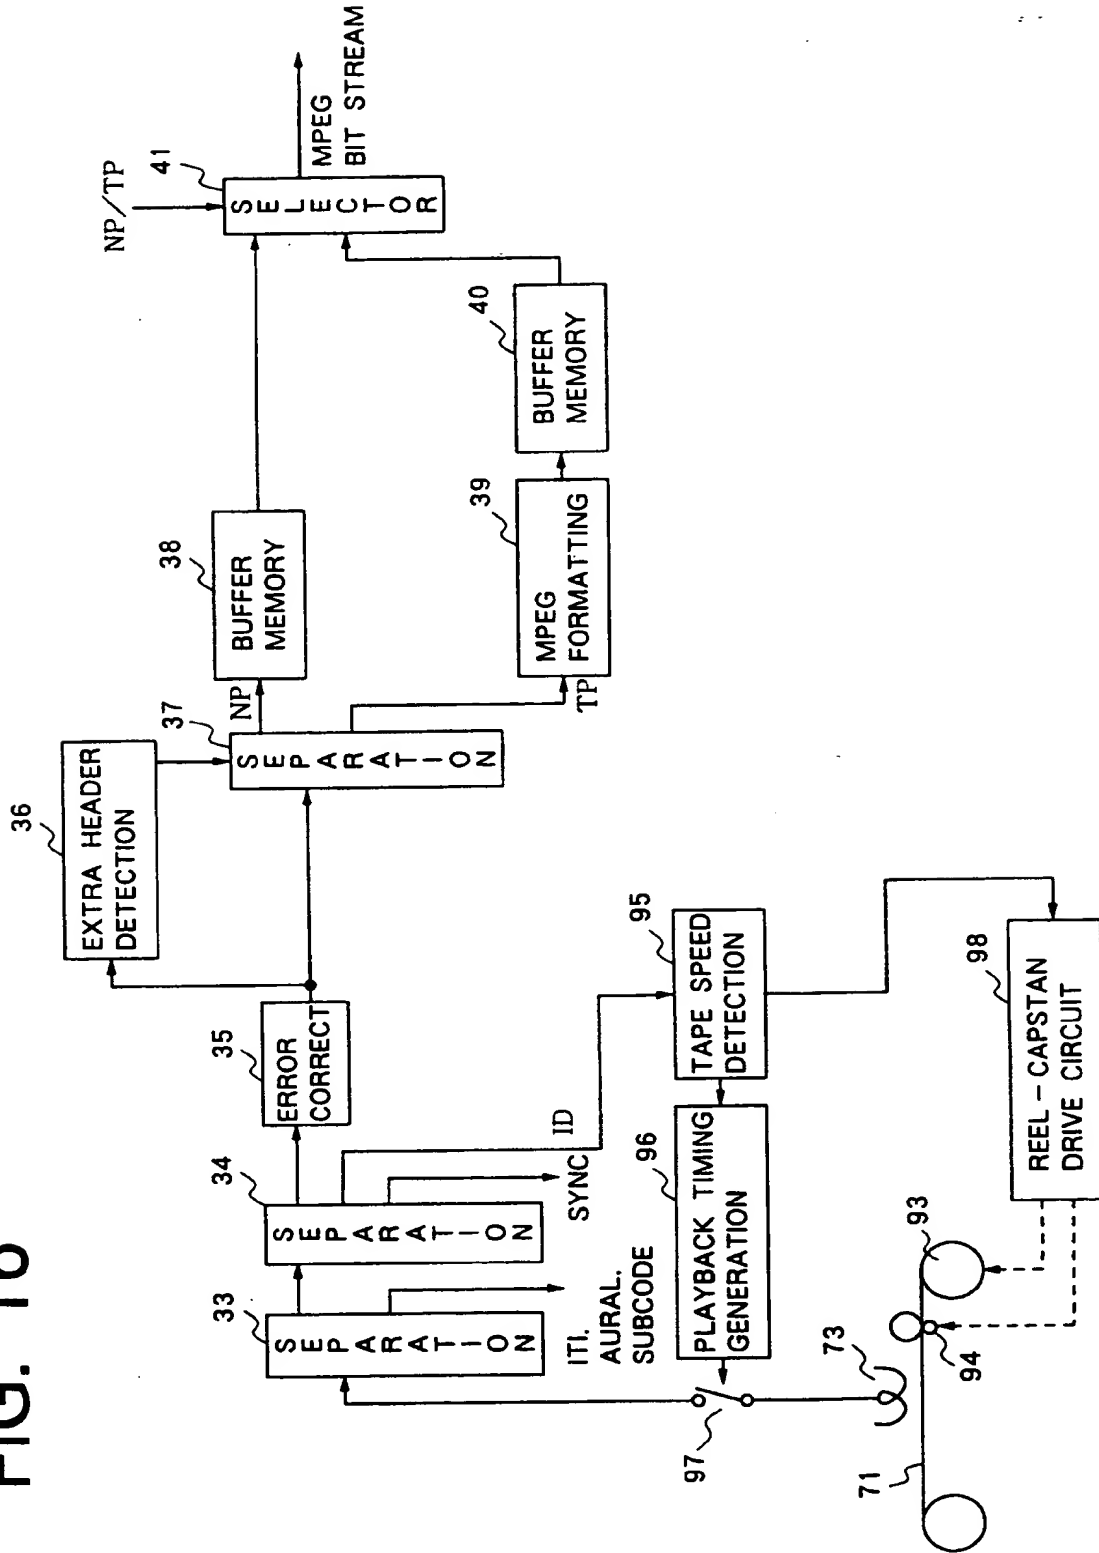 FIG.
36
EXTRA HEADER
DETECTION
NP/TP
41
SELECTOR
MPEG
BIT STREAM
38
BUFFER
MEMORY
NP
37
SEPARATION
35
ERROR
CORRECT
34
SEPARATION
33
SEPARATION
40
BUFFER
MEMORY
39
MPEG
FORMATTING
TP
ID
SYNC
ITI.
AURAL.
SUBCODE
95
TAPE SPEED
DETECTION
96
PLAYBACK TIMING
GENERATION
97
73
71
94
93
98
REEL-CAPSTAN
DRIVE CIRCUIT